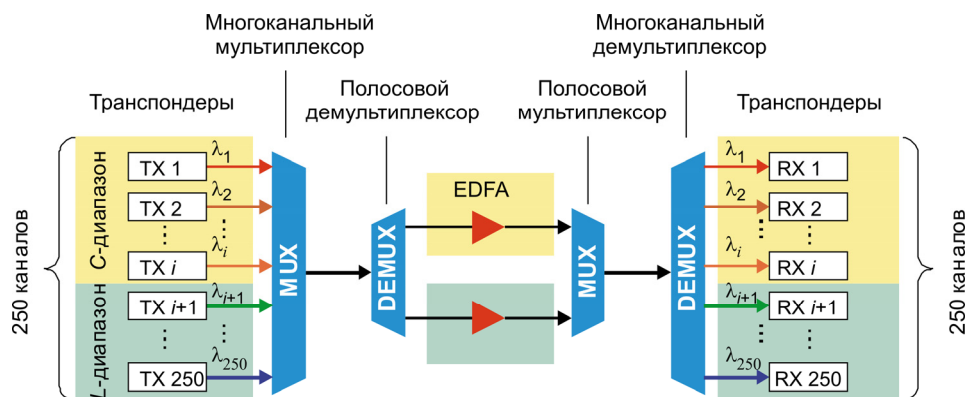 Многоканальный
мультиплексор
Многоканальный
демультиплексор
Транспондеры
Полосовой
демультиплексор
Полосовой
мультиплексор
Транспондеры
250 каналов
C-диапазон
L-диапазон
TX 1
λ1
TX 2
λ2
TX i
λi
TX i+1
λi+1
TX 250
λ250
MUX
DEMUX
EDFA
MUX
DEMUX
λ1
RX 1
λ2
RX 2
λi
RX i
λi+1
RX i+1
λ250
RX 250
250 каналов